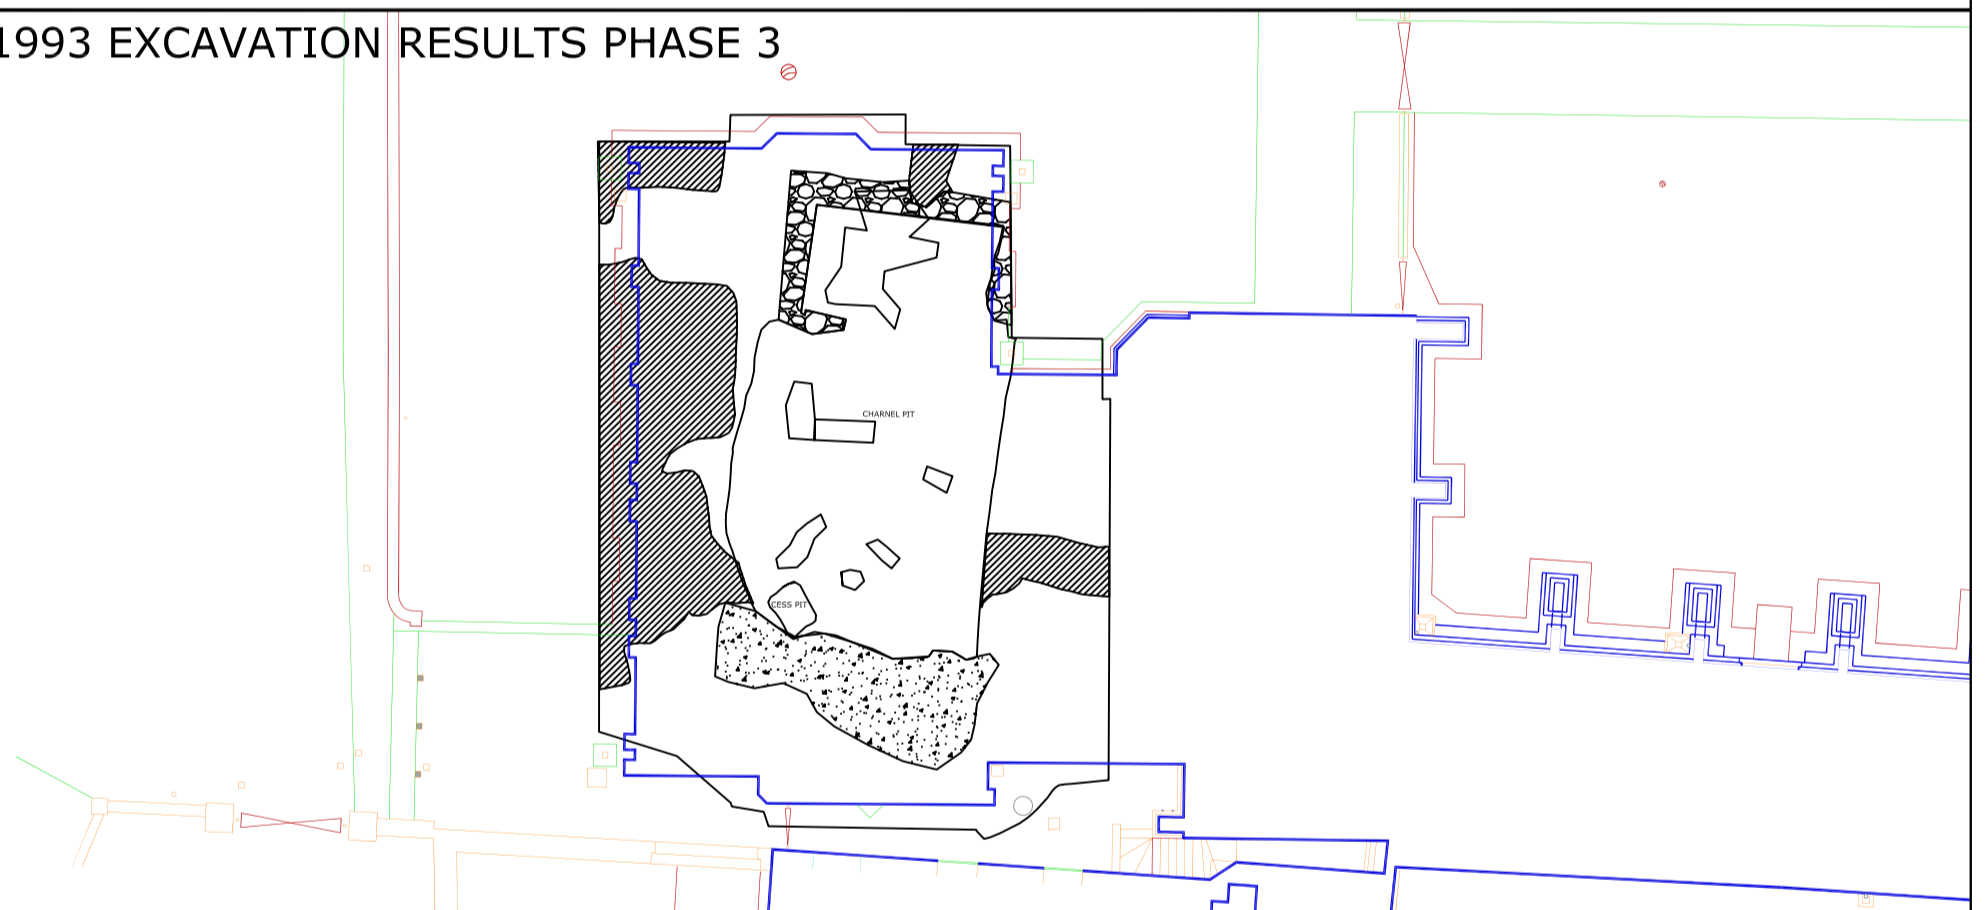 1993 EXCAVATION RESULTS PHASE 3
CHARNEL PIT
CESS PIT